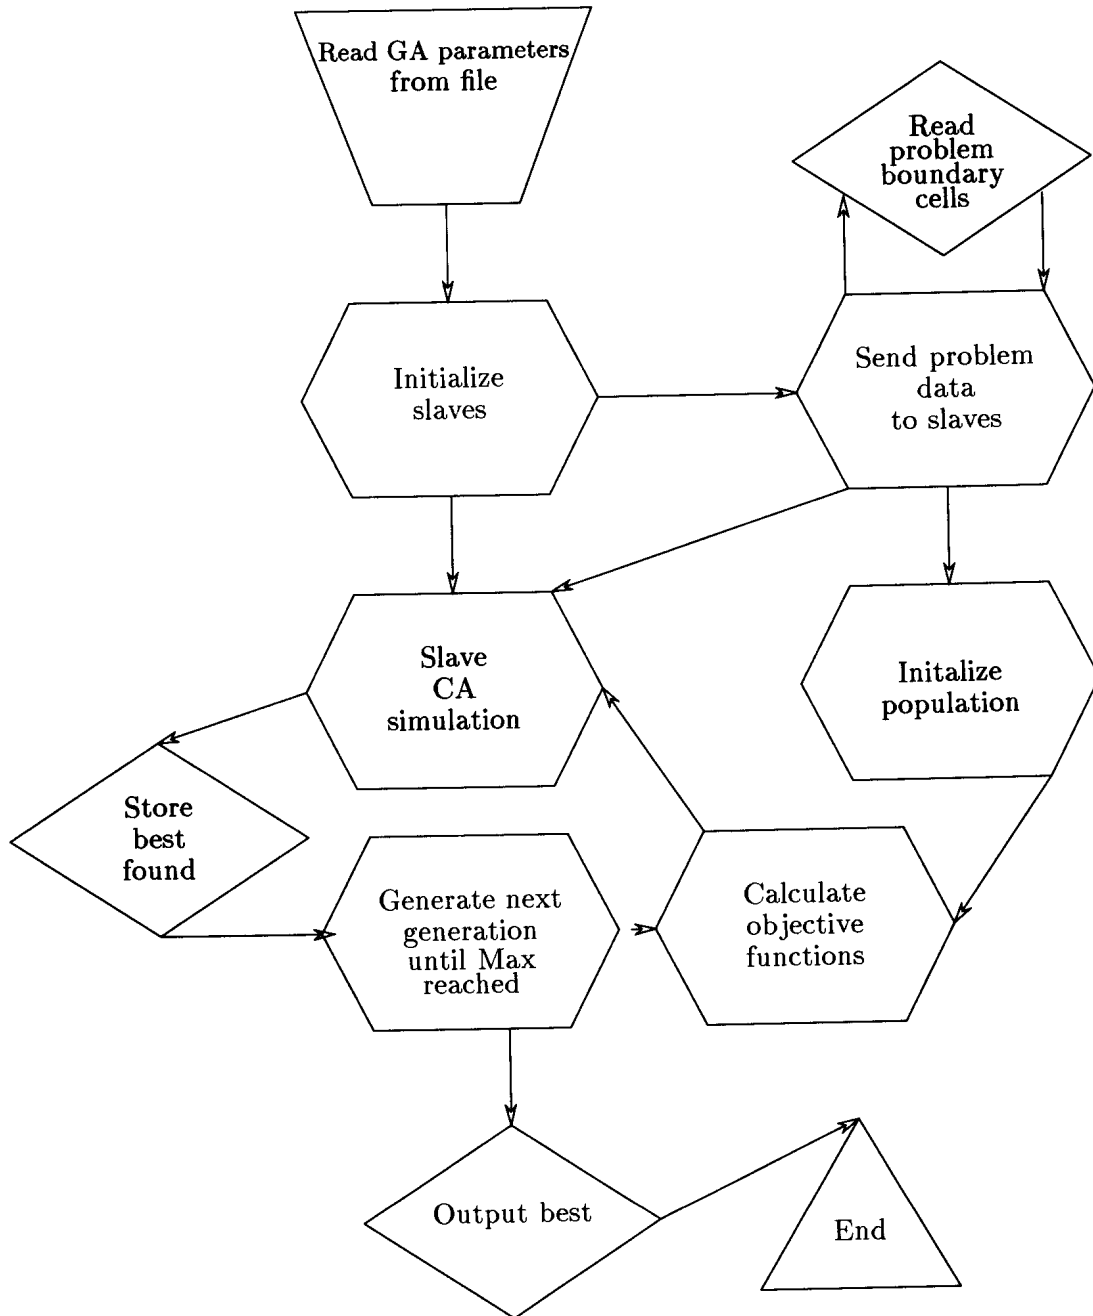 Read GA parameters
from file
Read
problem
boundary
cells
Initialize
slaves
Send problem
data
to slaves
Slave
CA
simulation
Initalize
population
Store
best
found
Generate next
generation
until Max
reached
Calculate
objective
functions
Output best
End